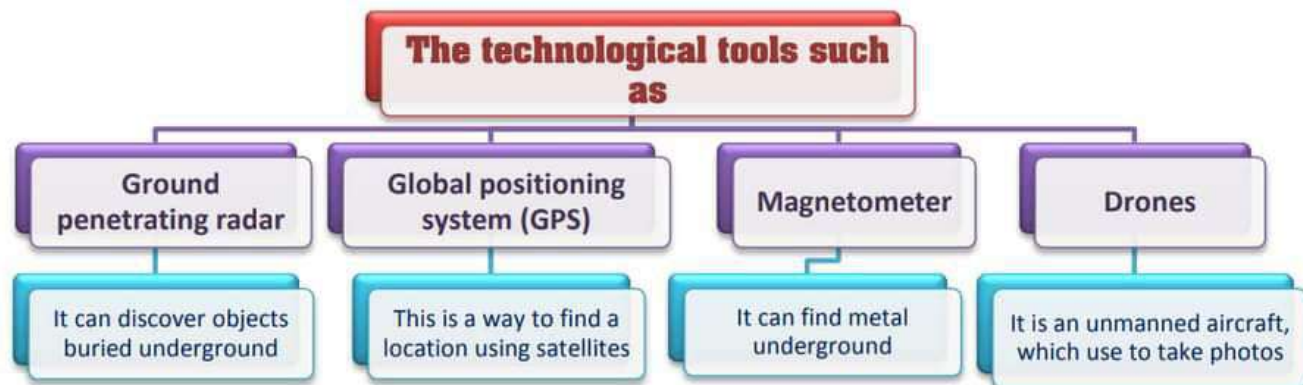 The technological tools such
as
Ground
penetrating radar
Global positioning
system (GPS)
Magnetometer
Drones
It can discover objects
buried underground
This is a way to find a
location using satellites
It can find metal
underground
It is an unmanned aircraft,
which use to take photos